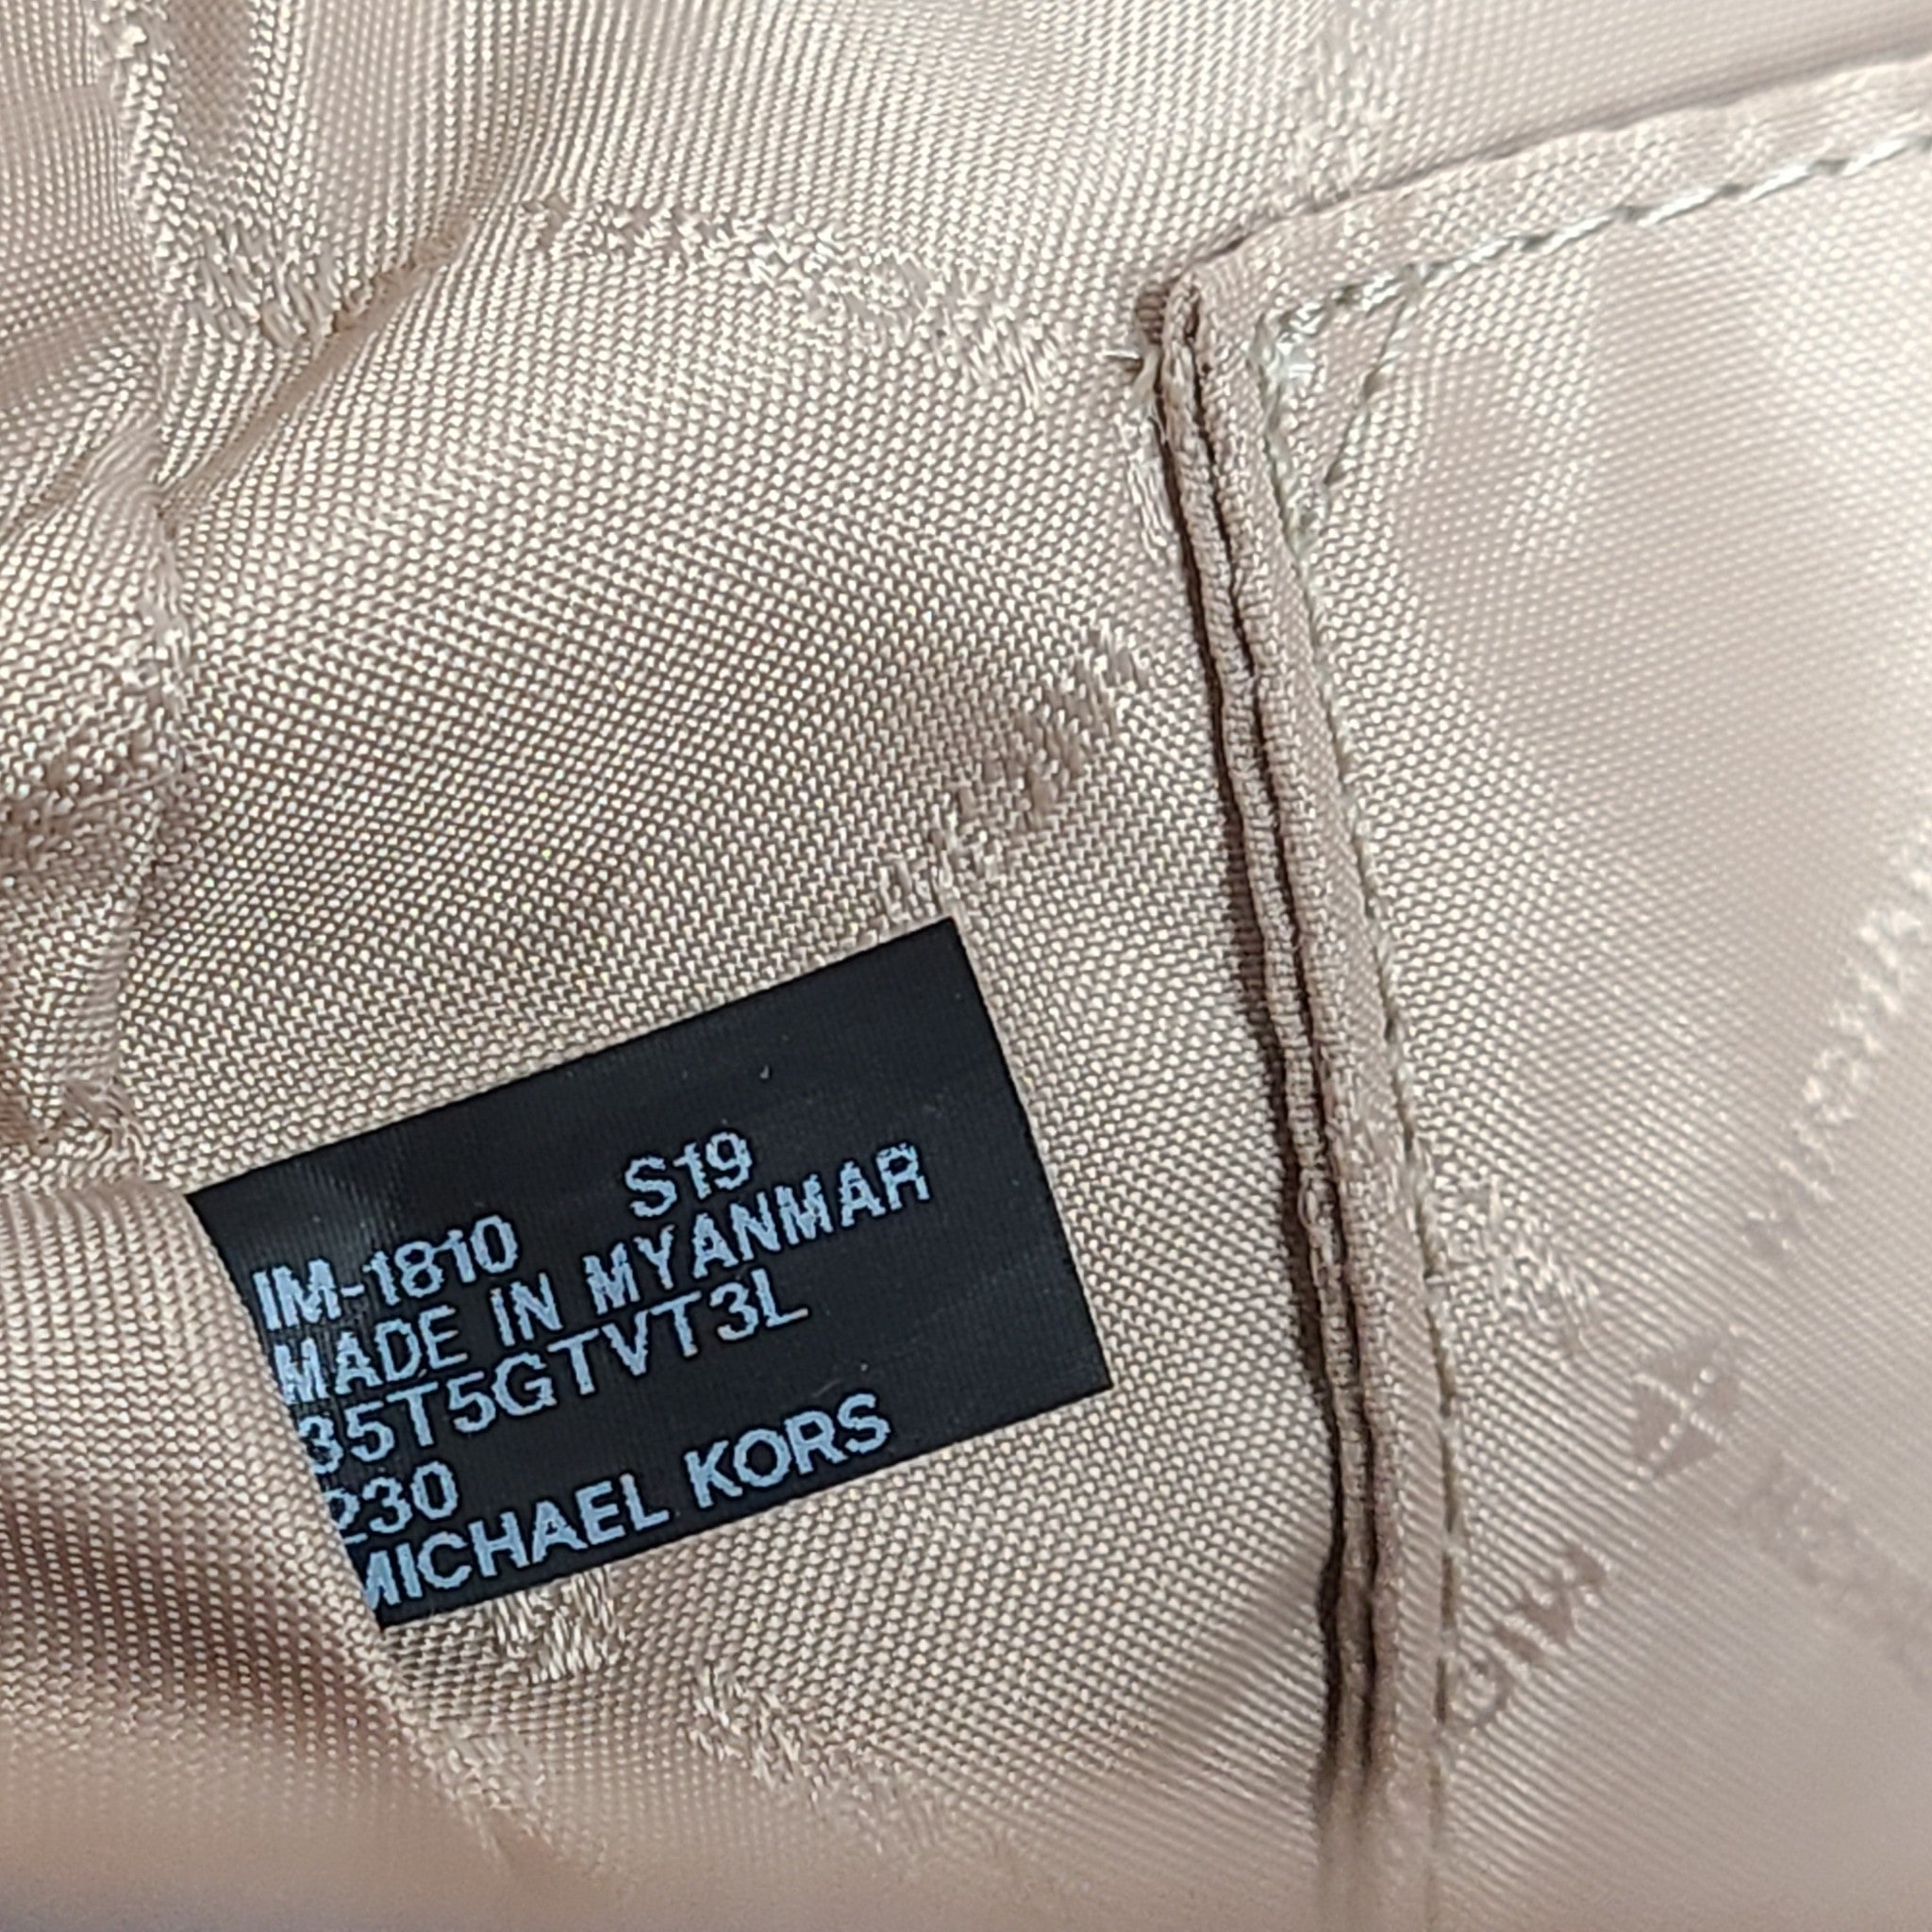 IM-1810 S19
MADE IN MYANMAR
35T5GTVT3L
230
MICHAEL KORS